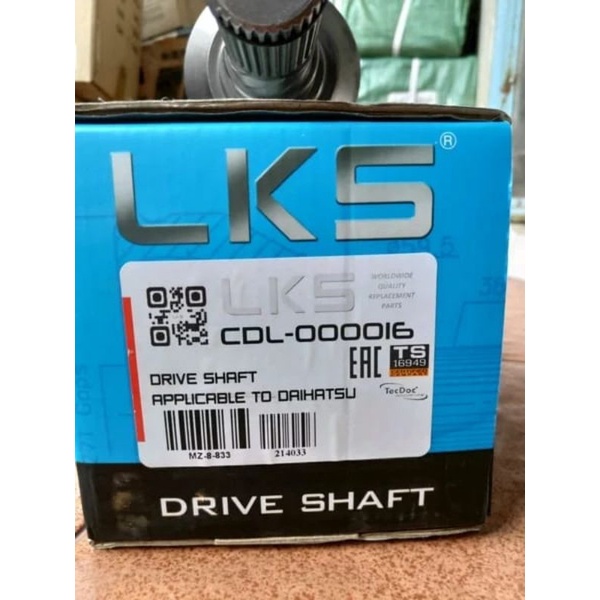 LKS®
LKS
WORLDWIDE
QUALITY
REPLACEMENT
PARTS
CDL-000016
EAC
TS
16949
DRIVE SHAFT
APPLICABLE TO DAIHATSU
TecDoc
MZ-8-833
214033
DRIVE SHAFT